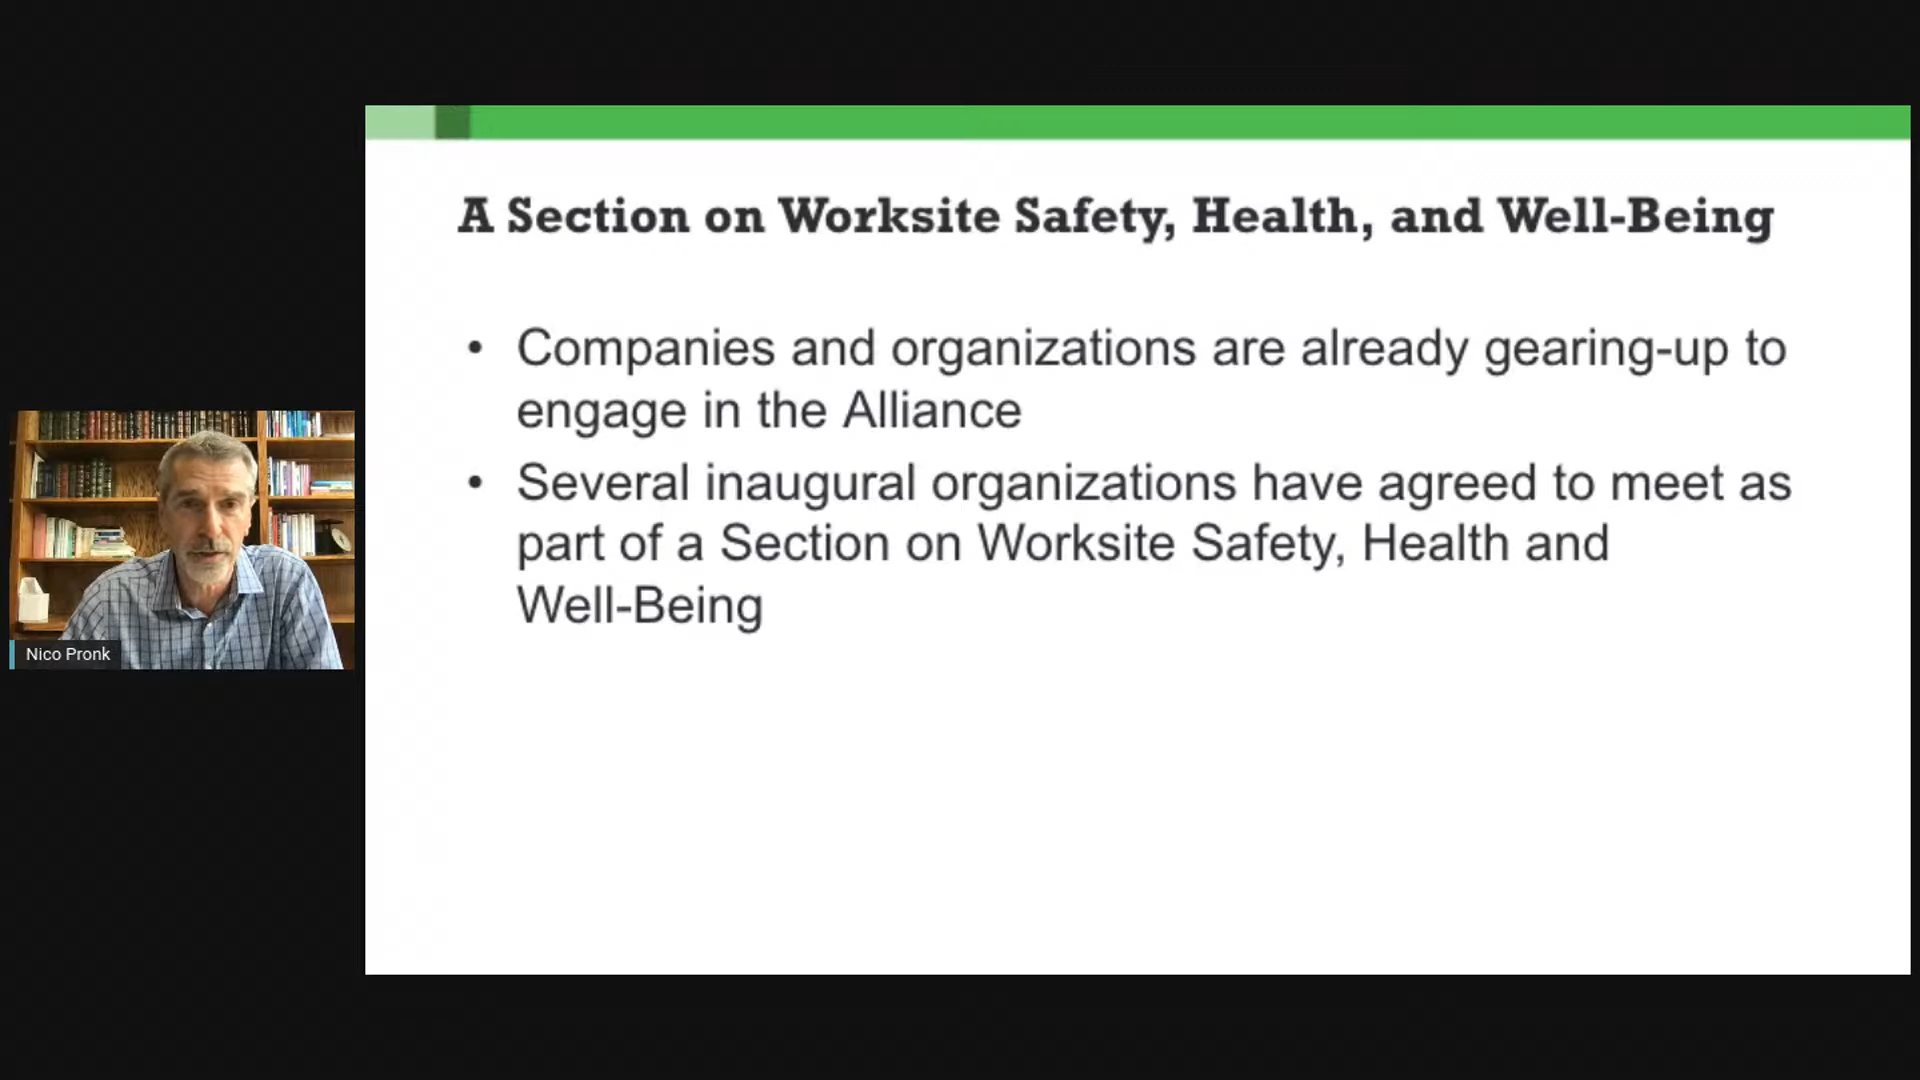 A Section on Worksite Safety, Health, and Well-Being
• Companies and organizations are already gearing-up to
engage in the Alliance
• Several inaugural organizations have agreed to meet as
part of a Section on Worksite Safety, Health and
Well-Being
Nico Pronk